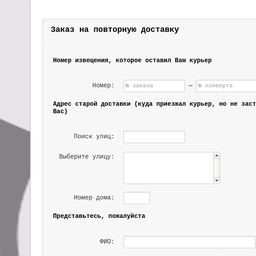 Заказ на повторную доставку
Номер извещения, которое оставил Вам курьер
Номер: № заказа — № конверта
Адрес старой доставки (куда приезжал курьер, но не заст
Вас)
Поиск улиц:
Выберите улицу:
Номер дома:
Представьтесь, пожалуйста
ФИО: